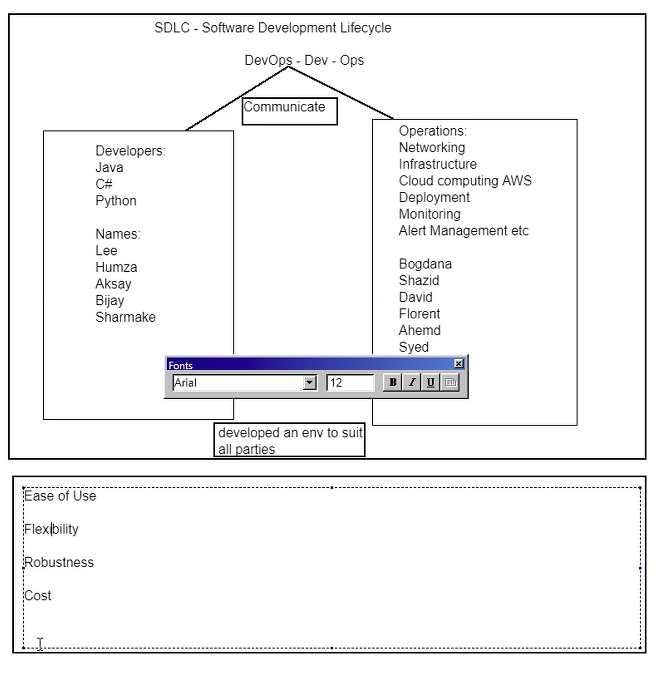 SDLC - Software Development Lifecycle
DevOps - Dev - Ops
Communicate
Developers:
Java
C#
Python
Names:
Lee
Humza
Aksay
Bijay
Sharmake
Operations:
Networking
Infrastructure
Cloud computing AWS
Deployment
Monitoring
Alert Management etc
Bogdana
Shazid
David
Florent
Ahemd
Syed
Fonts
Arial 12 B I U
developed an env to suit
all parties
Ease of Use
Flexibility
Robustness
Cost